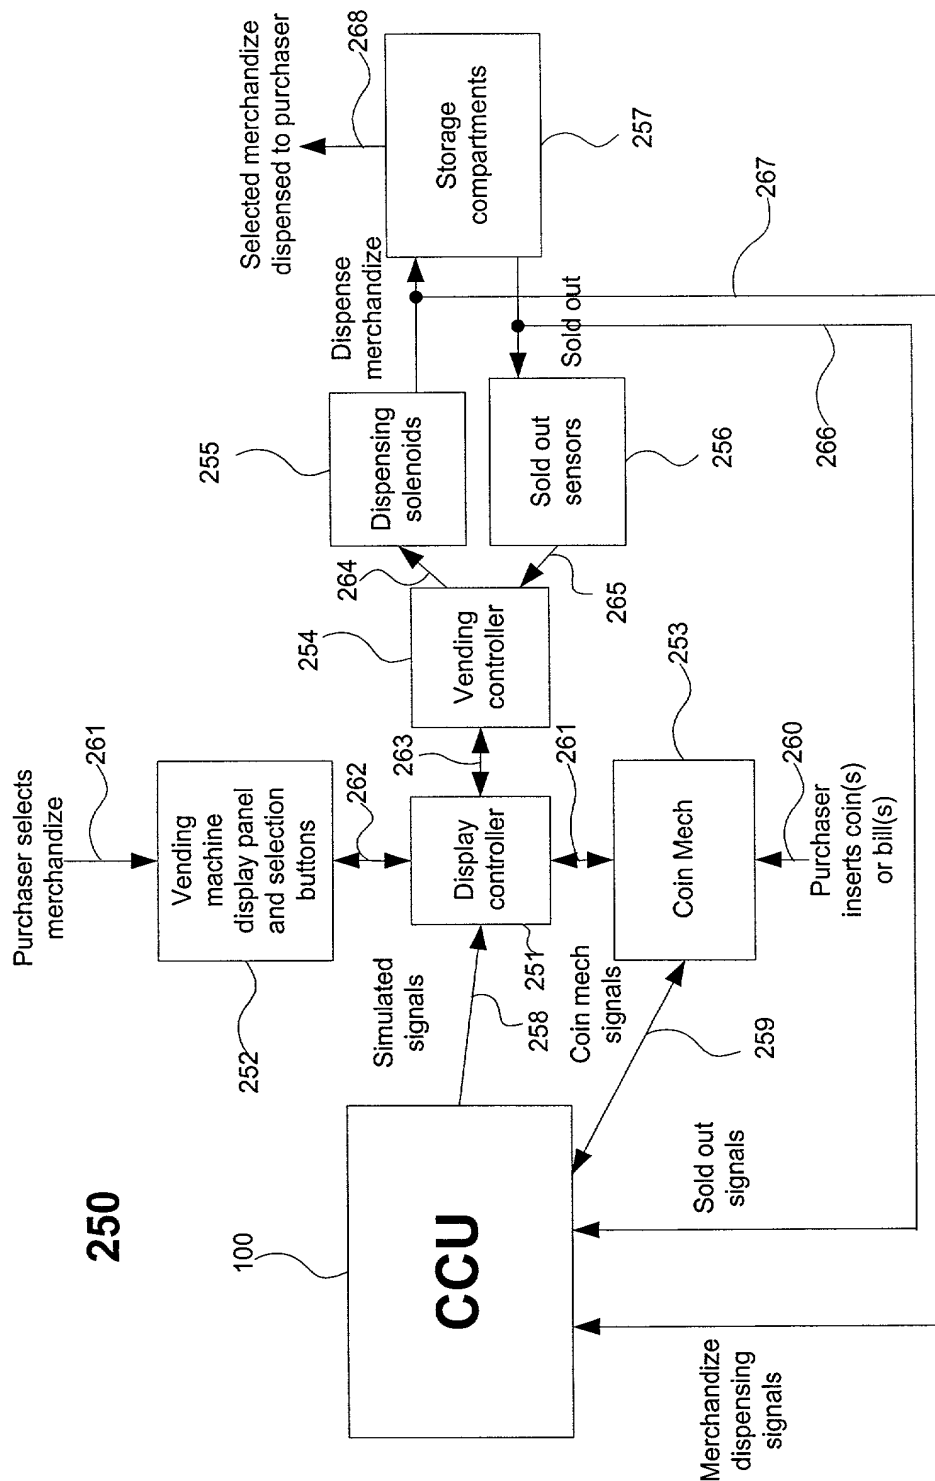 250
Purchaser selects
merchandize
261
Vending
machine
display panel
and selection
buttons
252
262
Selected merchandize
dispensed to purchaser
268
Dispensing
solenoids
255
Dispense
merchandize
Storage
compartments
257
264
254
Vending
controller
263
Display
controller
251
Simulated
signals
258
CCU
100
Sold out
sensors
256
Sold out
265
267
266
261
Coin Mech
253
Coin mech
signals
259
260
Purchaser
inserts coin(s)
or bill(s)
Sold out
signals
Merchandize
dispensing
signals